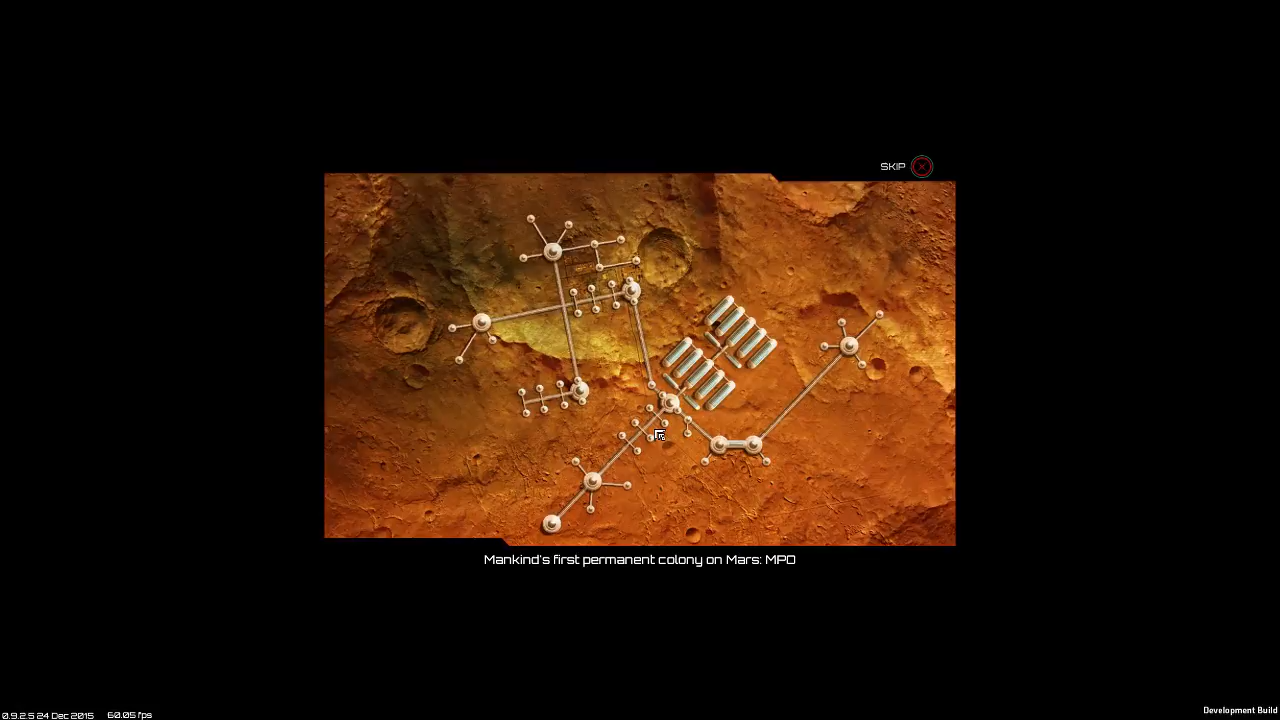 SKIP
Mankind's first permanent colony on Mars: MPO
0.9.2.5 24 Dec 2015 60.05 fps
Development Build